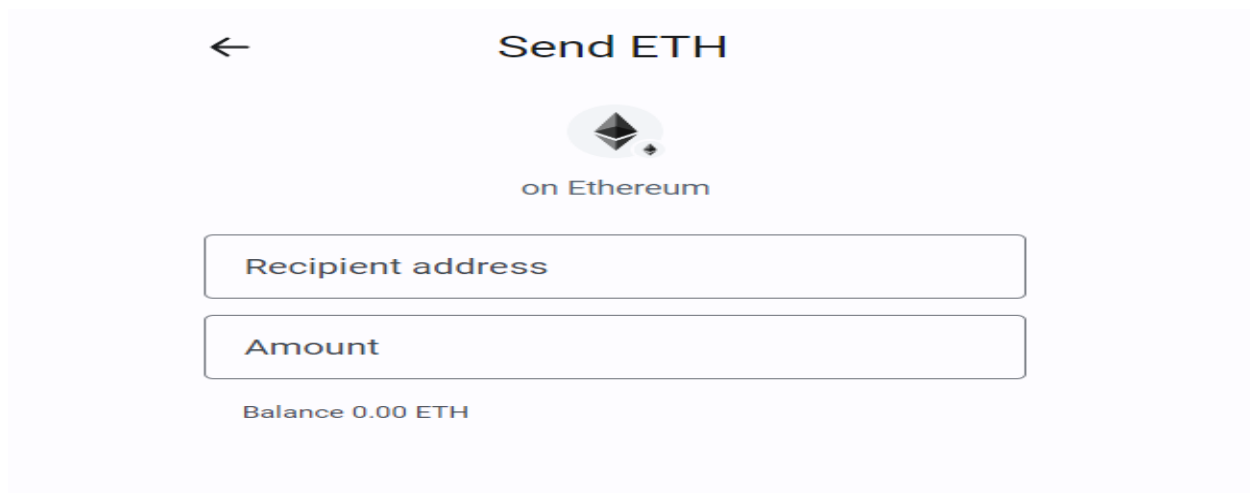 Send ETH
on Ethereum
Recipient address
Amount
Balance 0.00 ETH